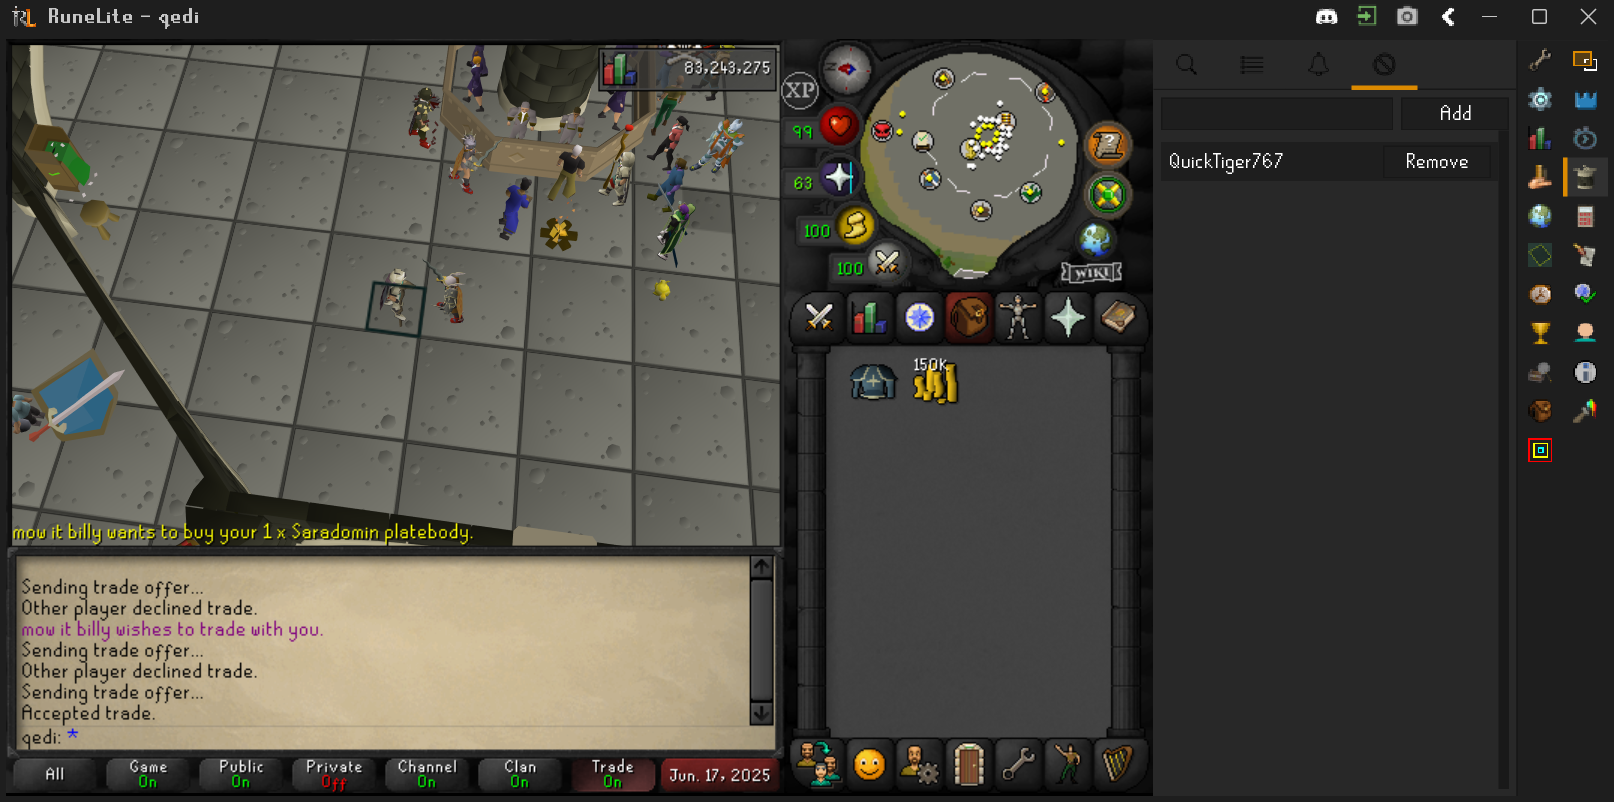 RuneLite - qedi
83,243,275
XP
99
63
100
100
WIKI
Add
QuickTiger767
Remove
150K
mow it billy wants to buy your 1 x Saradomin platebody.
Sending trade offer...
Other player declined trade.
mow it billy wishes to trade with you.
Sending trade offer...
Other player declined trade.
Sending trade offer...
Accepted trade.
qedi: *
All
Game
On
Public
On
Private
Off
Channel
On
Clan
On
Trade
On
Jun. 17, 2025